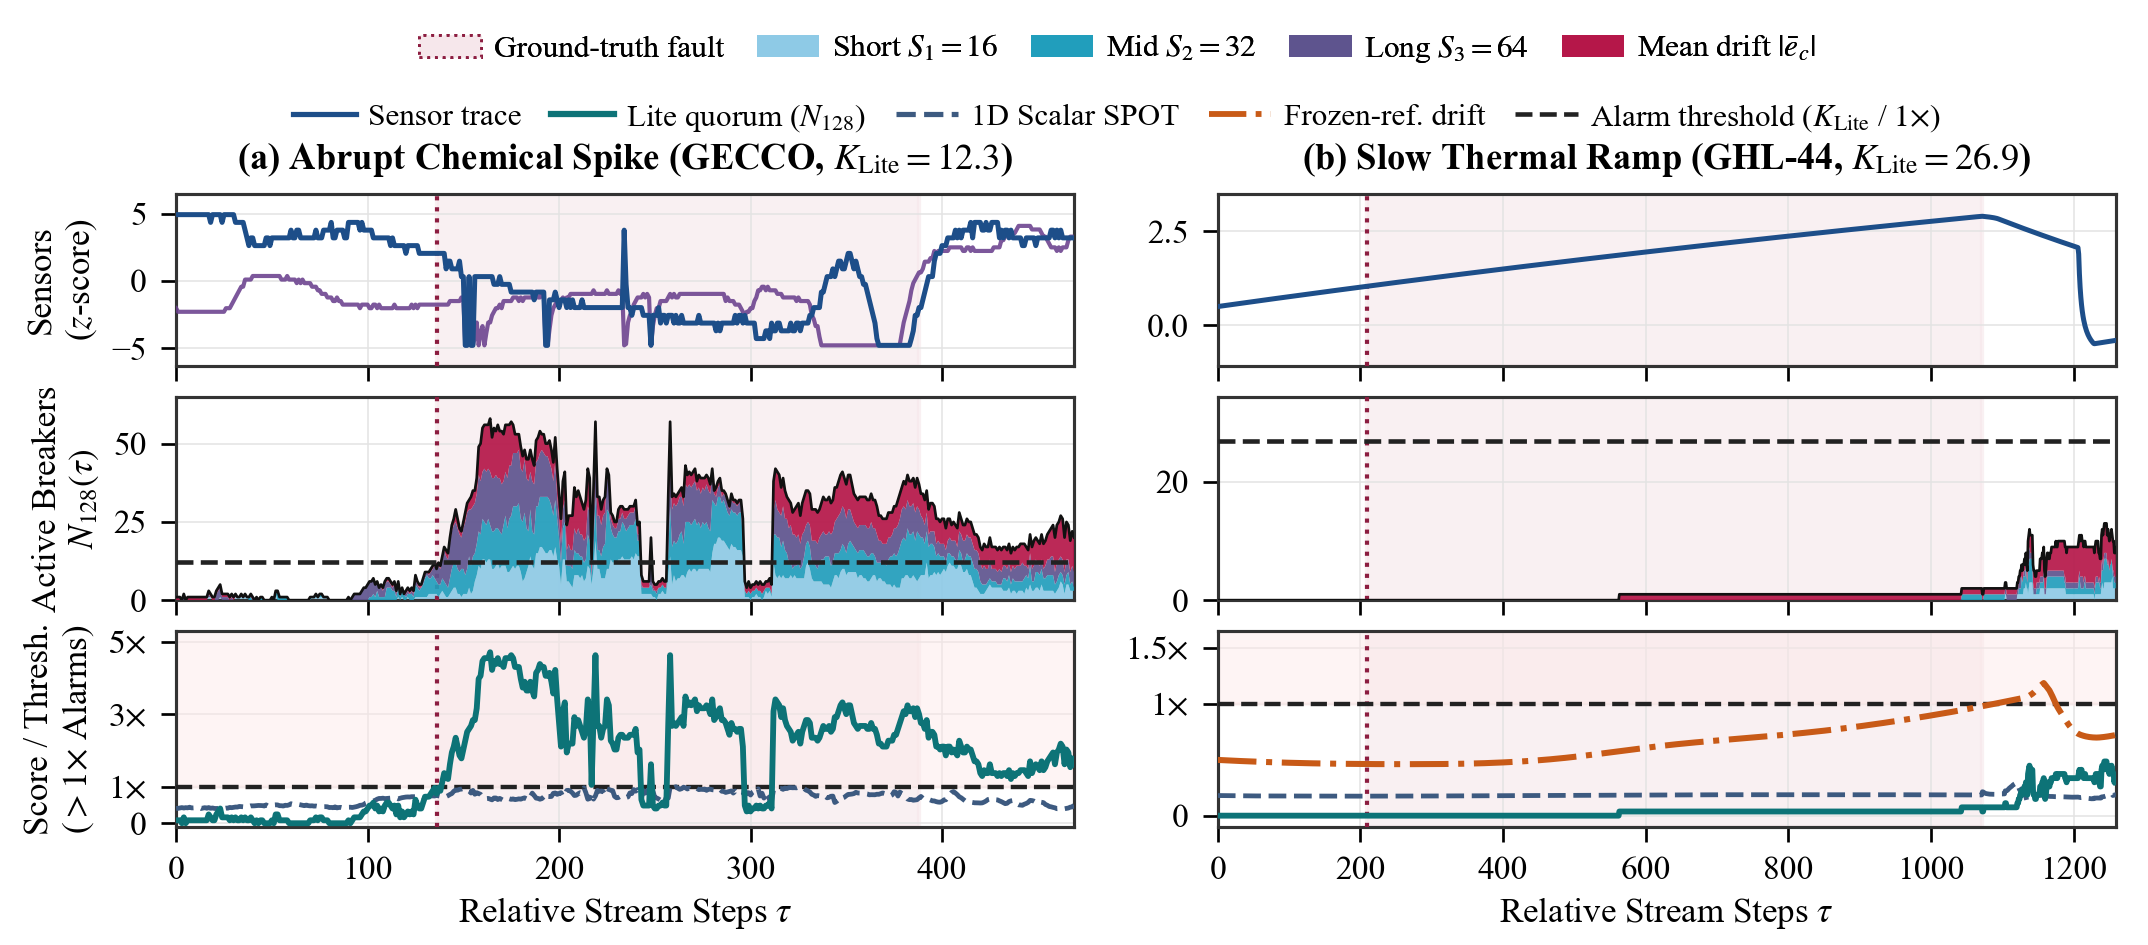 Ground-truth fault
Short S₁ = 16
Mid S₂ = 32
Long S₃ = 64
Mean drift |ē_c|
Sensor trace
Lite quorum (N₁₂₈)
1D Scalar SPOT
Frozen-ref. drift
Alarm threshold (K_Lite / 1×)
(a) Abrupt Chemical Spike (GECCO, K_Lite = 12.3)
Sensors
(z-score)
5
0
−5
Active Breakers
N₁₂₈(τ)
50
25
0
Score / Thresh.
(> 1× Alarms)
5×
3×
1×
0
0 100 200 300 400
Relative Stream Steps τ
(b) Slow Thermal Ramp (GHL-44, K_Lite = 26.9)
2.5
0.0
20
0
1.5×
1×
0
0 200 400 600 800 1000 1200
Relative Stream Steps τ